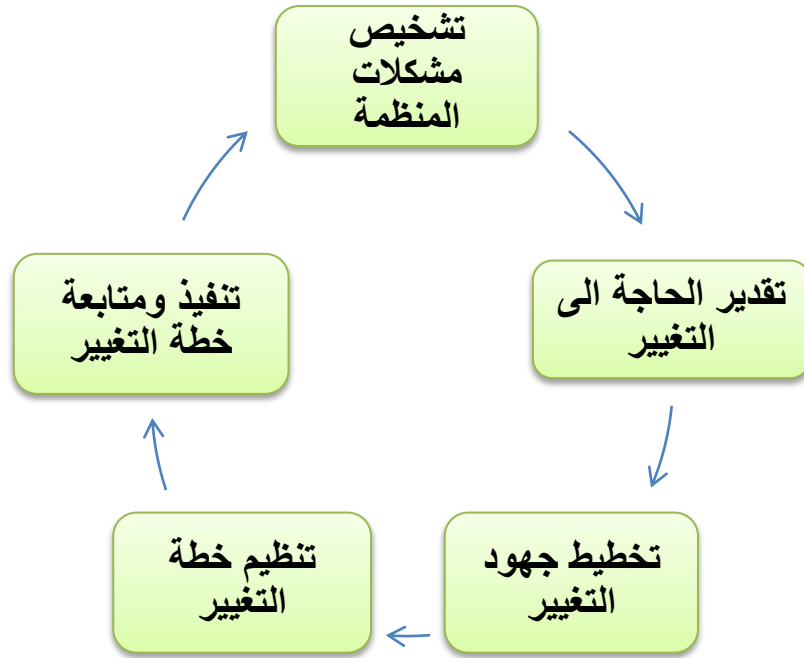 تشخيص
مشكلات
المنظمة
تقدير الحاجة الى
التغيير
تخطيط جهود
التغيير
تنظيم خطة
التغيير
تنفيذ ومتابعة
خطة التغيير